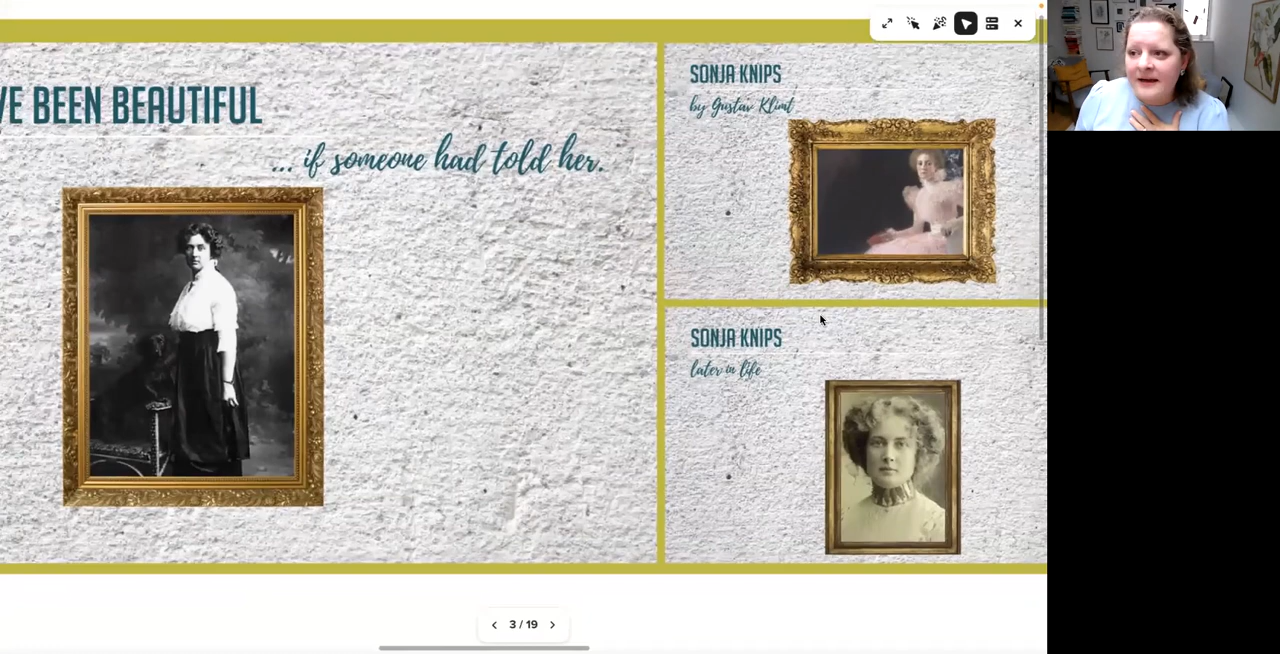 VE BEEN BEAUTIFUL
... if someone had told her.
SONJA KNIPS
by Gustav Klimt
SONJA KNIPS
later in life
3 / 19